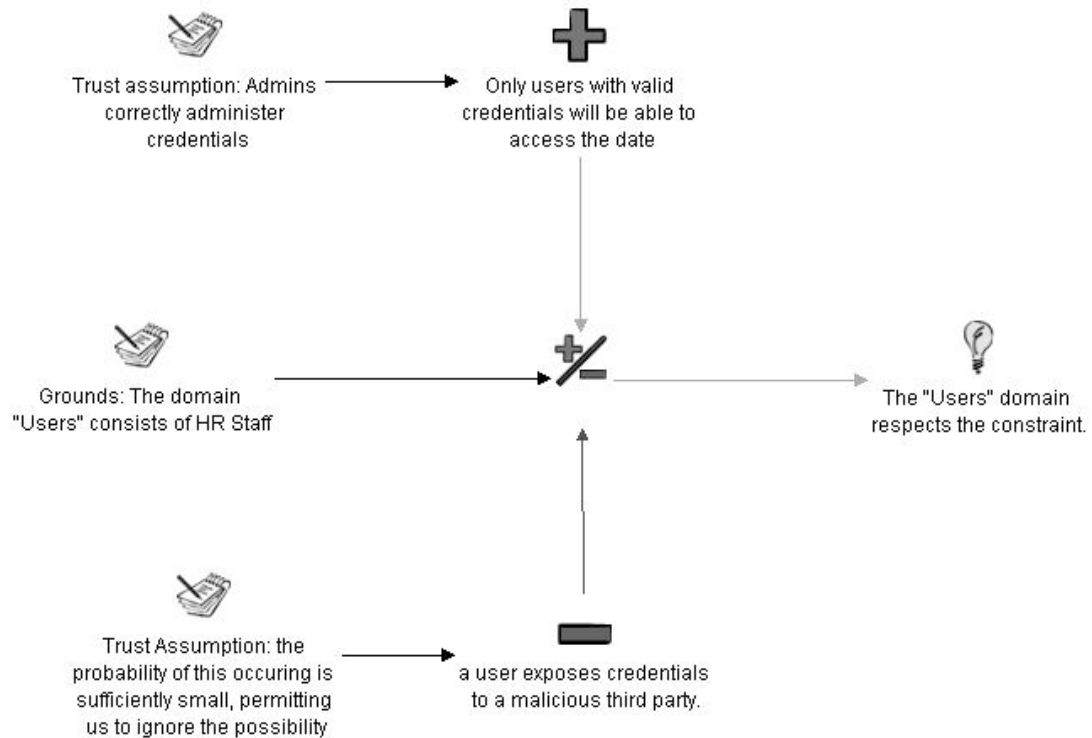 Trust assumption: Admins
correctly administer
credentials
Only users with valid
credentials will be able to
access the date
Grounds: The domain
"Users" consists of HR Staff
The "Users" domain
respects the constraint.
Trust Assumption: the
probability of this occuring is
sufficiently small, permitting
us to ignore the possibility
a user exposes credentials
to a malicious third party.